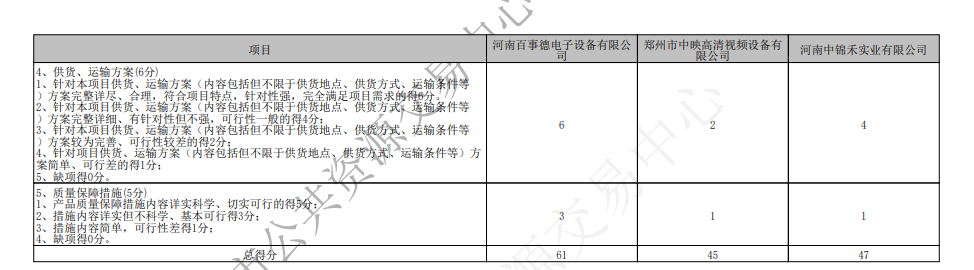 项目 河南百事德电子设备有限公司 郑州市中映高清视频设备有限公司 河南中锦禾实业有限公司
4、供货、运输方案(6分)
1、针对本项目供货、运输方案（内容包括但不限于供货地点、供货方式、运输条件等
）方案完整详尽、合理，符合项目特点，针对性强，完全满足项目需求的得6分。
2、针对本项目供货、运输方案（内容包括但不限于供货地点、供货方式、运输条件等
）方案完整详细、有针对性但不强，可行性一般的得4分；
3、针对本项目供货、运输方案（内容包括但不限于供货地点、供货方式、运输条件等
）方案较为完善、可行性较差的得2分；
4、针对项目供货、运输方案（内容包括但不限于供货地点、供货方式、运输条件等）方
案简单、可行差的得1分；
5、缺项得0分。
6 2 4
5、质量保障措施(5分)
1、产品质量保障措施内容详实科学、切实可行的得5分；
2、措施内容详实但不科学、基本可行得3分；
3、措施内容简单，可行性差得1分；
4、缺项得0分。
3 1 1
总得分 61 45 47
市公共资源交易中心
源交易中心